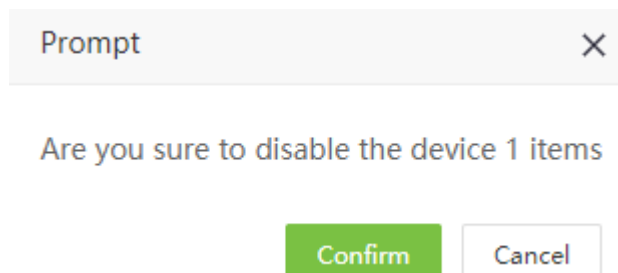 Prompt
Are you sure to disable the device 1 items
Confirm Cancel